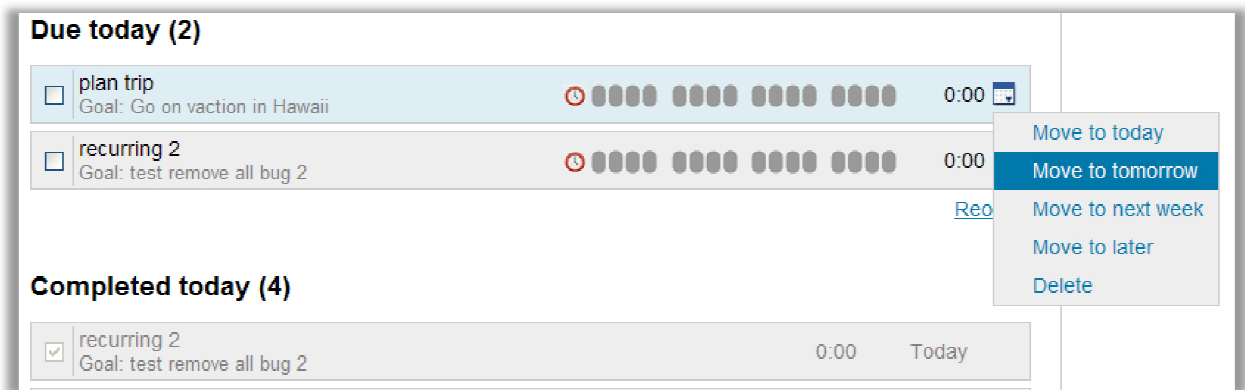 Due today (2)
plan trip
Goal: Go on vaction in Hawaii
0:00
Move to today
recurring 2
Goal: test remove all bug 2
0:00
Move to tomorrow
Reo
Move to next week
Move to later
Delete
Completed today (4)
recurring 2
Goal: test remove all bug 2
0:00
Today